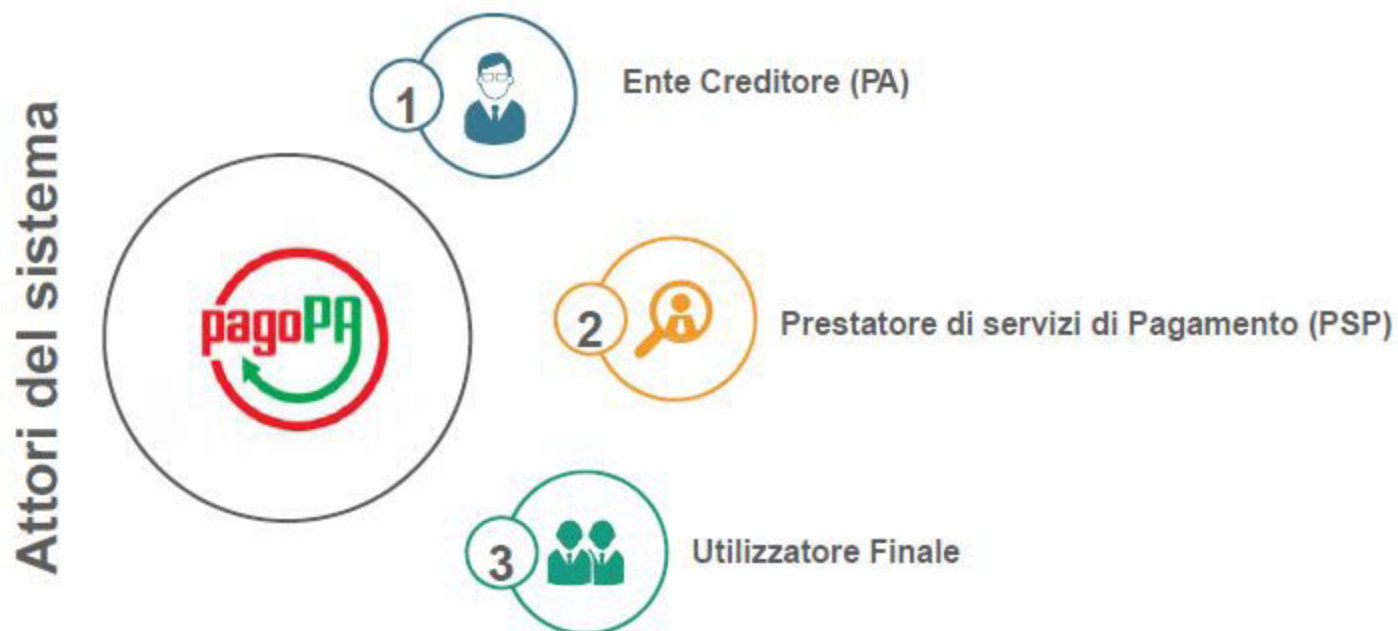 Attori del sistema
pagoPA
1
Ente Creditore (PA)
2
Prestatore di servizi di Pagamento (PSP)
3
Utilizzatore Finale